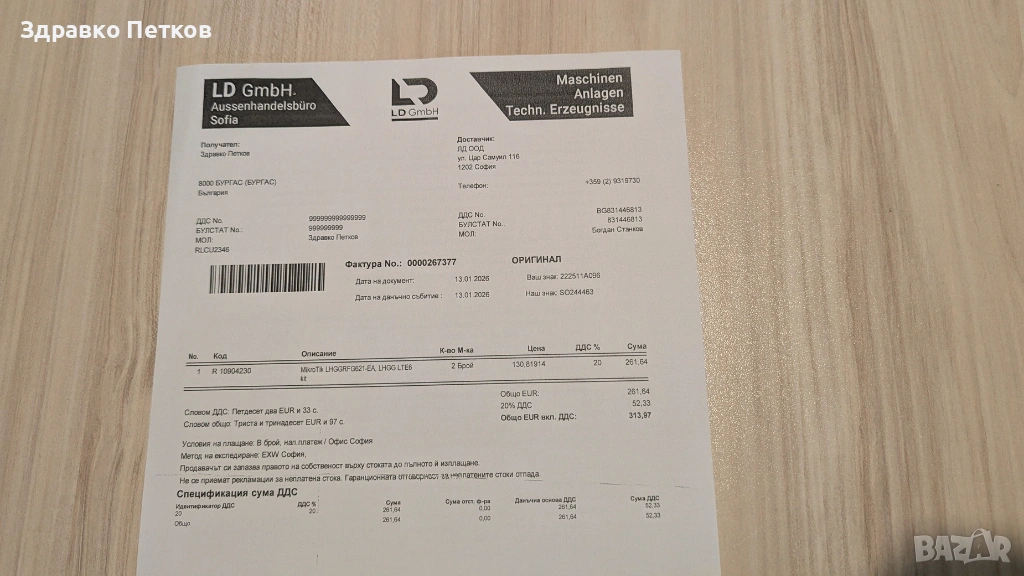 Здравко Петков
LD GmbH.
Aussenhandelsbüro
Sofia
LD GmbH
Maschinen
Anlagen
Techn. Erzeugnisse
Получател:
Здравко Петков
8000 БУРГАС (БУРГАС)
България
Доставчик:
ЛД ООД
ул. Цар Самуил 116
1202 София
Телефон: +359 (2) 9319730
ДДС No. 999999999999999
БУЛСТАТ No.: 999999999
МОЛ: Здравко Петков
RLCU2346
ДДС No. BG831446813
БУЛСТАТ No.: 831446813
МОЛ: Богдан Станков
Фактура No.: 0000267377
ОРИГИНАЛ
Дата на документ: 13.01.2026
Ваш знак: 222511A096
Дата на данъчно събитие : 13.01.2026
Наш знак: SO244463
No. Код Описание К-во М-ка Цена ДДС % Сума
1 R 10904230 MikroTik LHGGRFG621-EA, LHGG LTE6 2 Брой 130,81914 20 261,64
kit
Общо EUR: 261,64
20% ДДС 52,33
Общо EUR вкл. ДДС: 313,97
Словом ДДС: Петдесет два EUR и 33 с.
Словом общо: Триста и тринадесет EUR и 97 с.
Условия на плащане: В брой, нал.платеж / Офис София
Метод на експедиране: EXW София,
Продавачът си запазва правото на собственост върху стоката до пълното ѝ изплащане.
Не се приемат рекламации за неплатена стока. Гаранционната отговорност за неплатените стоки отпада.
Спецификация сума ДДС
Идентификатор ДДС ДДС % Сума Сума отст. ф-ра Данъчна основа ДДС Сума ДДС
20 20 261,64 0,00 261,64 52,33
Общо 261,64 0,00 261,64 52,33
BAZAR